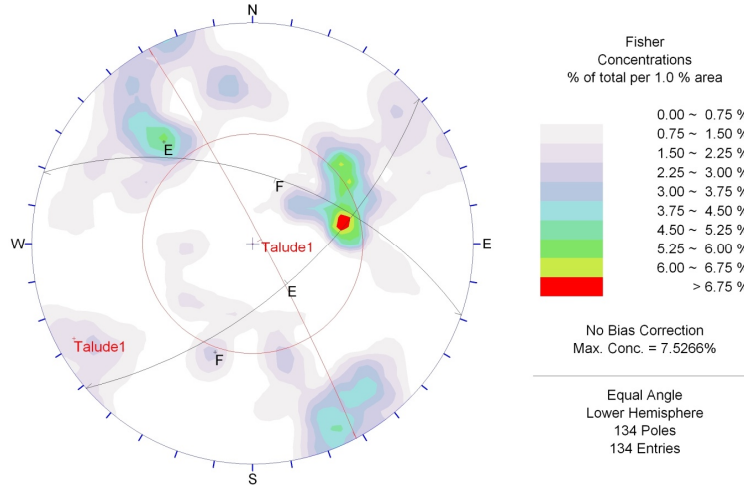 N
E
F
W
Talude1
E
E
Talude1
F
S
Fisher
Concentrations
% of total per 1.0 % area
0.00 ~ 0.75 %
0.75 ~ 1.50 %
1.50 ~ 2.25 %
2.25 ~ 3.00 %
3.00 ~ 3.75 %
3.75 ~ 4.50 %
4.50 ~ 5.25 %
5.25 ~ 6.00 %
6.00 ~ 6.75 %
> 6.75 %
No Bias Correction
Max. Conc. = 7.5266%
Equal Angle
Lower Hemisphere
134 Poles
134 Entries